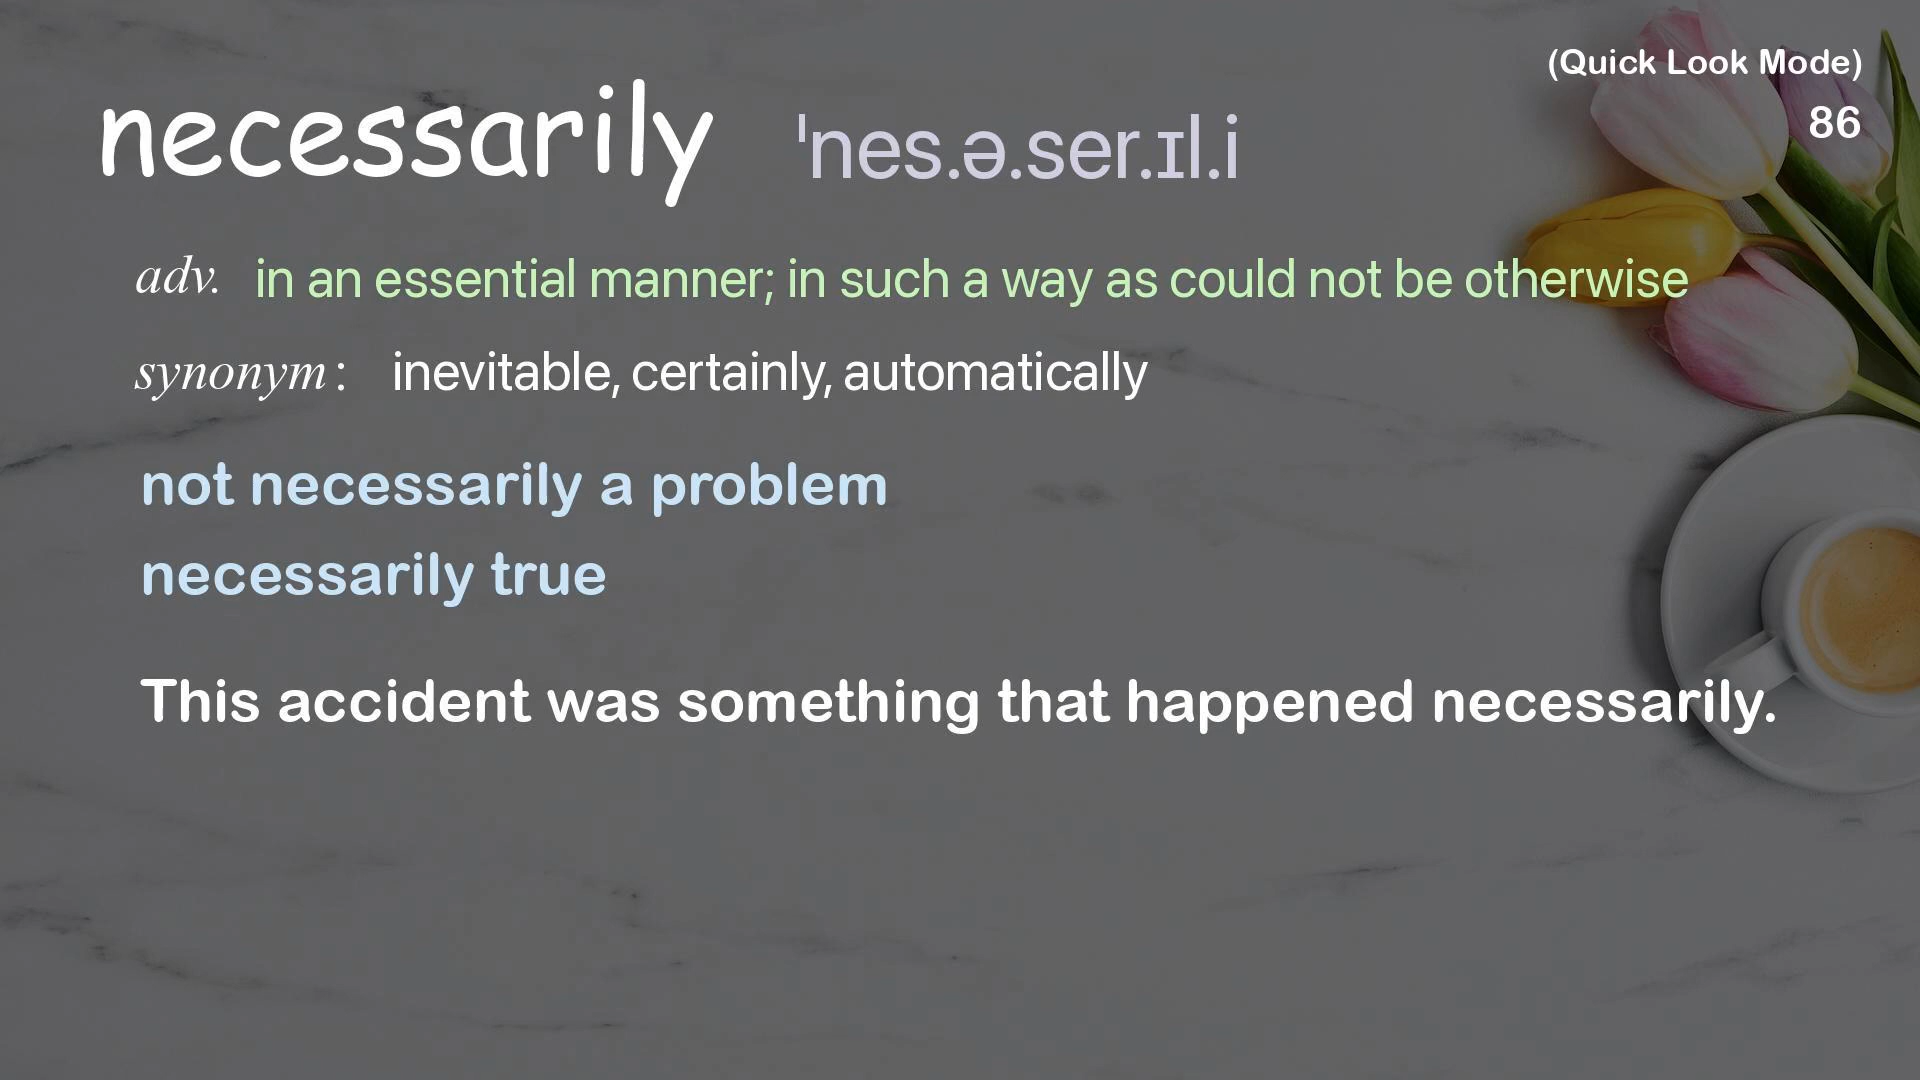 (Quick Look Mode)
86
necessarily ˈnes.ə.ser.ɪl.i
adv. in an essential manner; in such a way as could not be otherwise
synonym : inevitable, certainly, automatically
not necessarily a problem
necessarily true
This accident was something that happened necessarily.